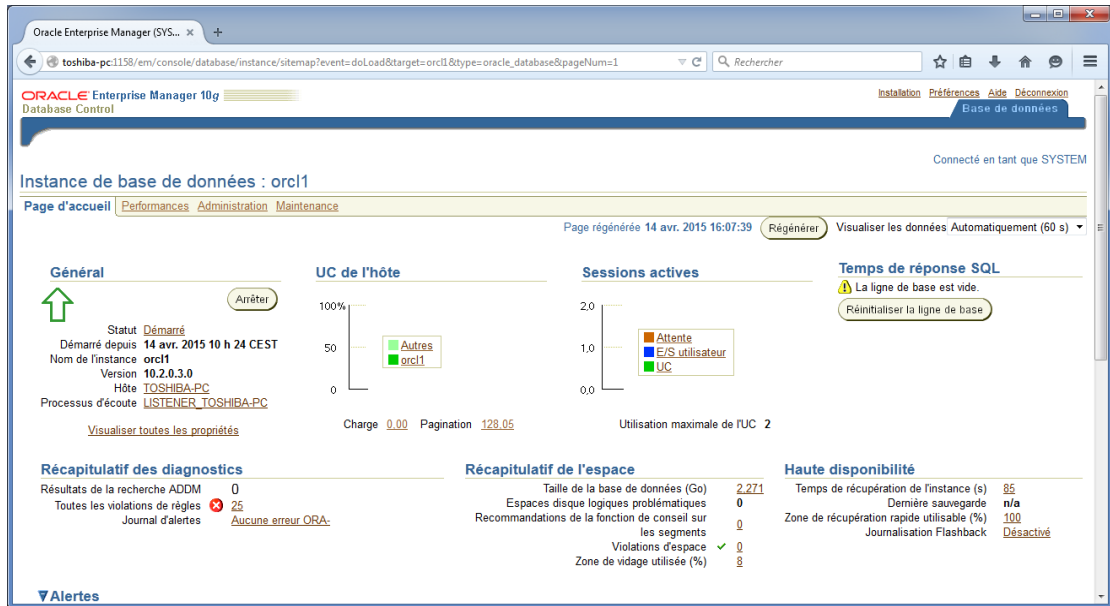 Oracle Enterprise Manager (SYS... × +
toshiba-pc:1158/em/console/database/instance/sitemap?event=doLoad&target=orcl1&type=oracle_database&pageNum=1
Rechercher
ORACLE Enterprise Manager 10g
Database Control
Installation Préférences Aide Déconnexion
Base de données
Connecté en tant que SYSTEM
Instance de base de données : orcl1
Page d'accueil Performances Administration Maintenance
Page régénérée 14 avr. 2015 16:07:39 Régénérer Visualiser les données Automatiquement (60 s)
Général
Arrêter
Statut Démarré
Démarré depuis 14 avr. 2015 10 h 24 CEST
Nom de l'instance orcl1
Version 10.2.0.3.0
Hôte TOSHIBA-PC
Processus d'écoute LISTENER_TOSHIBA-PC
Visualiser toutes les propriétés
UC de l'hôte
100%
50
0
Autres
orcl1
Charge 0,00 Pagination 128,05
Sessions actives
2,0
1,0
0,0
Attente
E/S utilisateur
UC
Utilisation maximale de l'UC 2
Temps de réponse SQL
La ligne de base est vide.
Réinitialiser la ligne de base
Récapitulatif des diagnostics
Résultats de la recherche ADDM 0
Toutes les violations de règles 25
Journal d'alertes Aucune erreur ORA-
Récapitulatif de l'espace
Taille de la base de données (Go) 2,271
Espaces disque logiques problématiques 0
Recommandations de la fonction de conseil sur
les segments 0
Violations d'espace 0
Zone de vidage utilisée (%) 8
Haute disponibilité
Temps de récupération de l'instance (s) 85
Dernière sauvegarde n/a
Zone de récupération rapide utilisable (%) 100
Journalisation Flashback Désactivé
Alertes